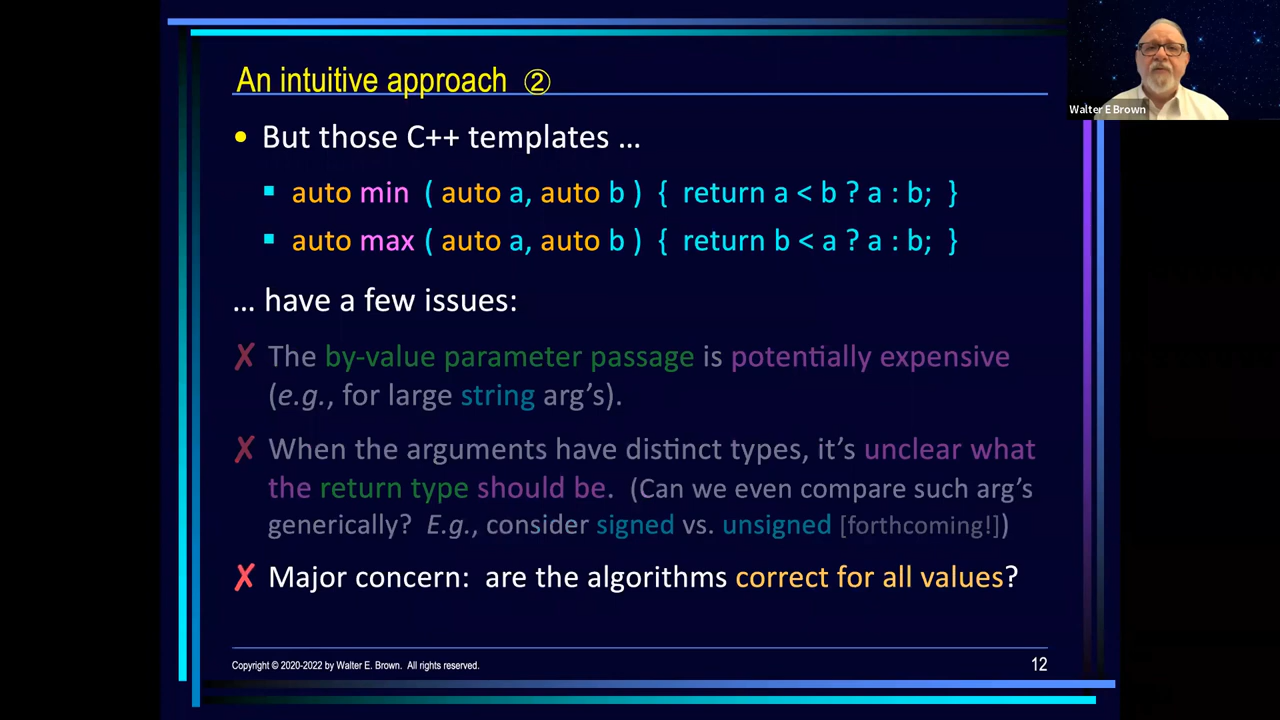 An intuitive approach ②
Walter E Brown
• But those C++ templates …
▪ auto min ( auto a, auto b ) { return a < b ? a : b; }
▪ auto max ( auto a, auto b ) { return b < a ? a : b; }
… have a few issues:
✗ The by-value parameter passage is potentially expensive
(e.g., for large string arg’s).
✗ When the arguments have distinct types, it’s unclear what
the return type should be. (Can we even compare such arg’s
generically? E.g., consider signed vs. unsigned [forthcoming!])
✗ Major concern: are the algorithms correct for all values?
Copyright © 2020-2022 by Walter E. Brown. All rights reserved.
12